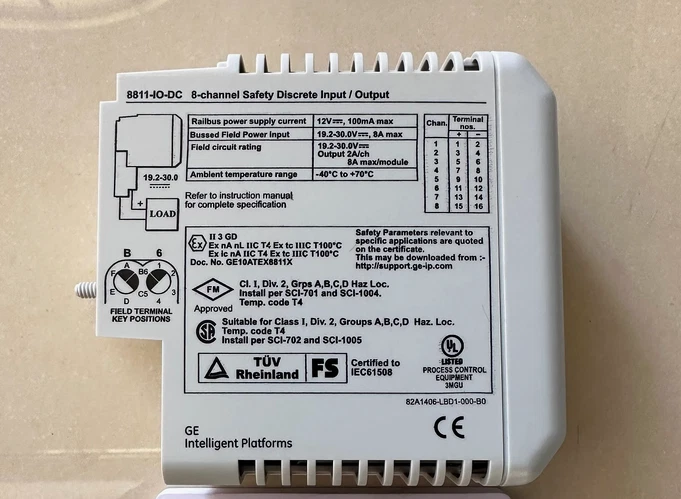 8811-IO-DC 8-channel Safety Discrete Input / Output
Railbus power supply current 12V⎓, 100mA max
Bussed Field Power Input 19.2-30.0V⎓, 8A max
Field circuit rating 19.2-30.0V⎓
Output 2A/ch
8A max/module
Ambient temperature range -40°C to +70°C
Chan. Terminal nos.
+ -
1 1 2
2 3 4
3 5 6
4 7 8
5 9 10
6 11 12
7 13 14
8 15 16
19.2-30.0
+
LOAD
Refer to instruction manual
for complete specification
Ex II 3 GD
Ex nA nL IIC T4 Ex tc IIIC T100°C
Ex ic nA IIC T4 Ex tc IIIC T100°C
Doc. No. GE10ATEX8811X
Safety Parameters relevant to
specific applications are quoted
on the certificate.
This may be downloaded from :-
http://support.ge-ip.com
B 6
A B6 1
F 2
E C5 3
D 4
FIELD TERMINAL
KEY POSITIONS
FM
Approved
Cl. I, Div. 2, Grps A,B,C,D Haz Loc.
Install per SCI-701 and SCI-1004.
Temp code T4
SA
Suitable for Class I, Div. 2, Groups A,B,C,D Haz. Loc.
Temp. code T4
Install per SCI-702 and SCI-1005
TÜV
Rheinland
FS
Certified to
IEC61508
UL
LISTED
PROCESS CONTROL
EQUIPMENT
3MGU
82A1406-LBD1-000-B0
GE
Intelligent Platforms
CE